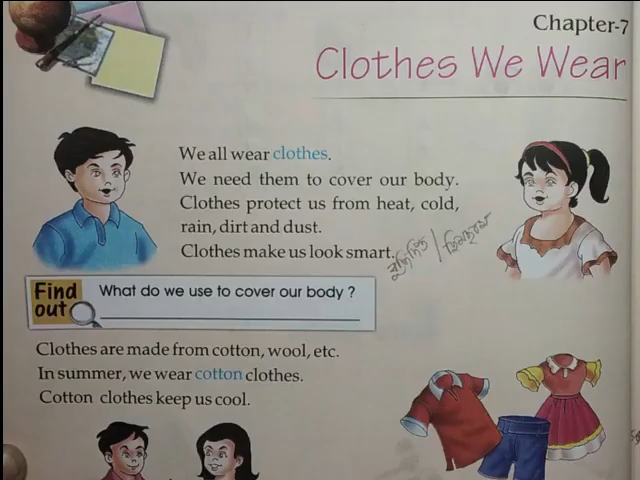 Chapter-7
Clothes We Wear
We all wear clothes.
We need them to cover our body.
Clothes protect us from heat, cold,
rain, dirt and dust.
Clothes make us look smart.
Find out
What do we use to cover our body ?
Clothes are made from cotton, wool, etc.
In summer, we wear cotton clothes.
Cotton clothes keep us cool.